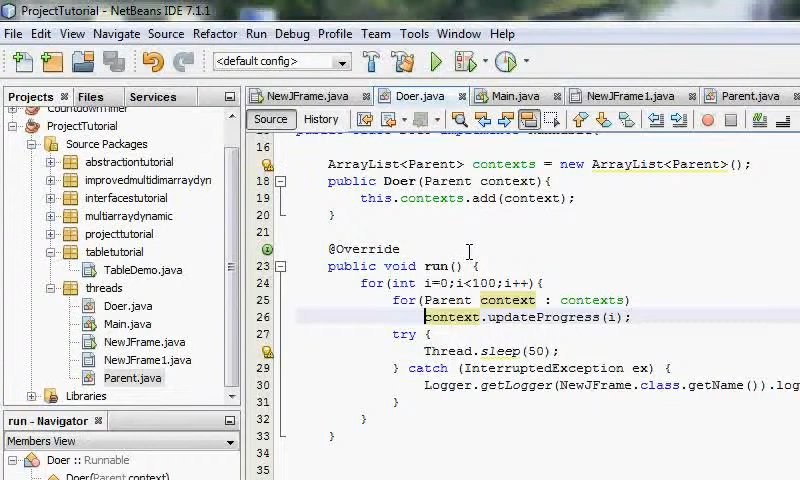 ProjectTutorial - NetBeans IDE 7.1.1
File Edit View Navigate Source Refactor Run Debug Profile Team Tools Window Help
<default config>
Projects Files Services
NewJFrame.java Doer.java Main.java NewJFrame1.java Parent.java
Source History
ProjectTutorial
Source Packages
abstractiontutorial
improvedmultidimarraydyn
interfacestutorial
multiarraydynamic
projecttutorial
tabletutorial
TableDemo.java
threads
Doer.java
Main.java
NewJFrame.java
NewJFrame1.java
Parent.java
Libraries
run - Navigator
Members View
Doer :: Runnable
Doer(Parent context)
16
ArrayList<Parent> contexts = new ArrayList<Parent>();
18 public Doer(Parent context){
19 this.contexts.add(context);
20 }
21
@Override
23 public void run() {
24 for(int i=0;i<100;i++){
25 for(Parent context : contexts)
26 context.updateProgress(i);
27 try {
Thread.sleep(50);
29 } catch (InterruptedException ex) {
30 Logger.getLogger(NewJFrame.class.getName()).log
31 }
32 }
33 }
34
35